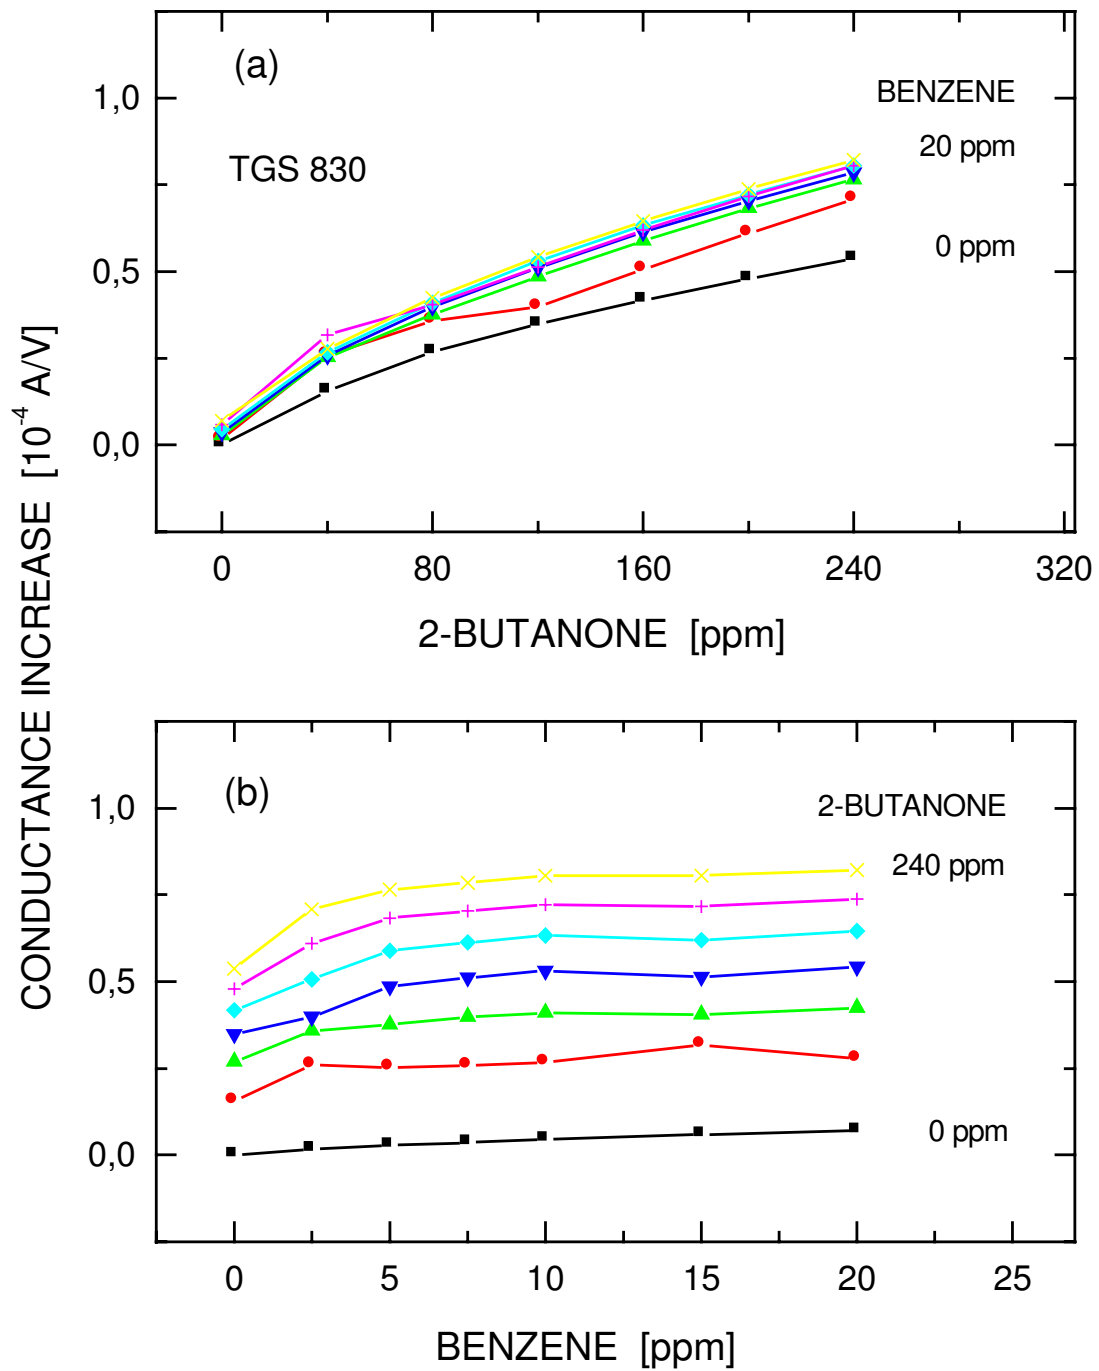 (a)
BENZENE
20 ppm
TGS 830
0 ppm
1,0
0,5
0,0
0 80 160 240 320
2-BUTANONE [ppm]
CONDUCTANCE INCREASE [10⁻⁴ A/V]
(b)
2-BUTANONE
240 ppm
0 ppm
1,0
0,5
0,0
0 5 10 15 20 25
BENZENE [ppm]